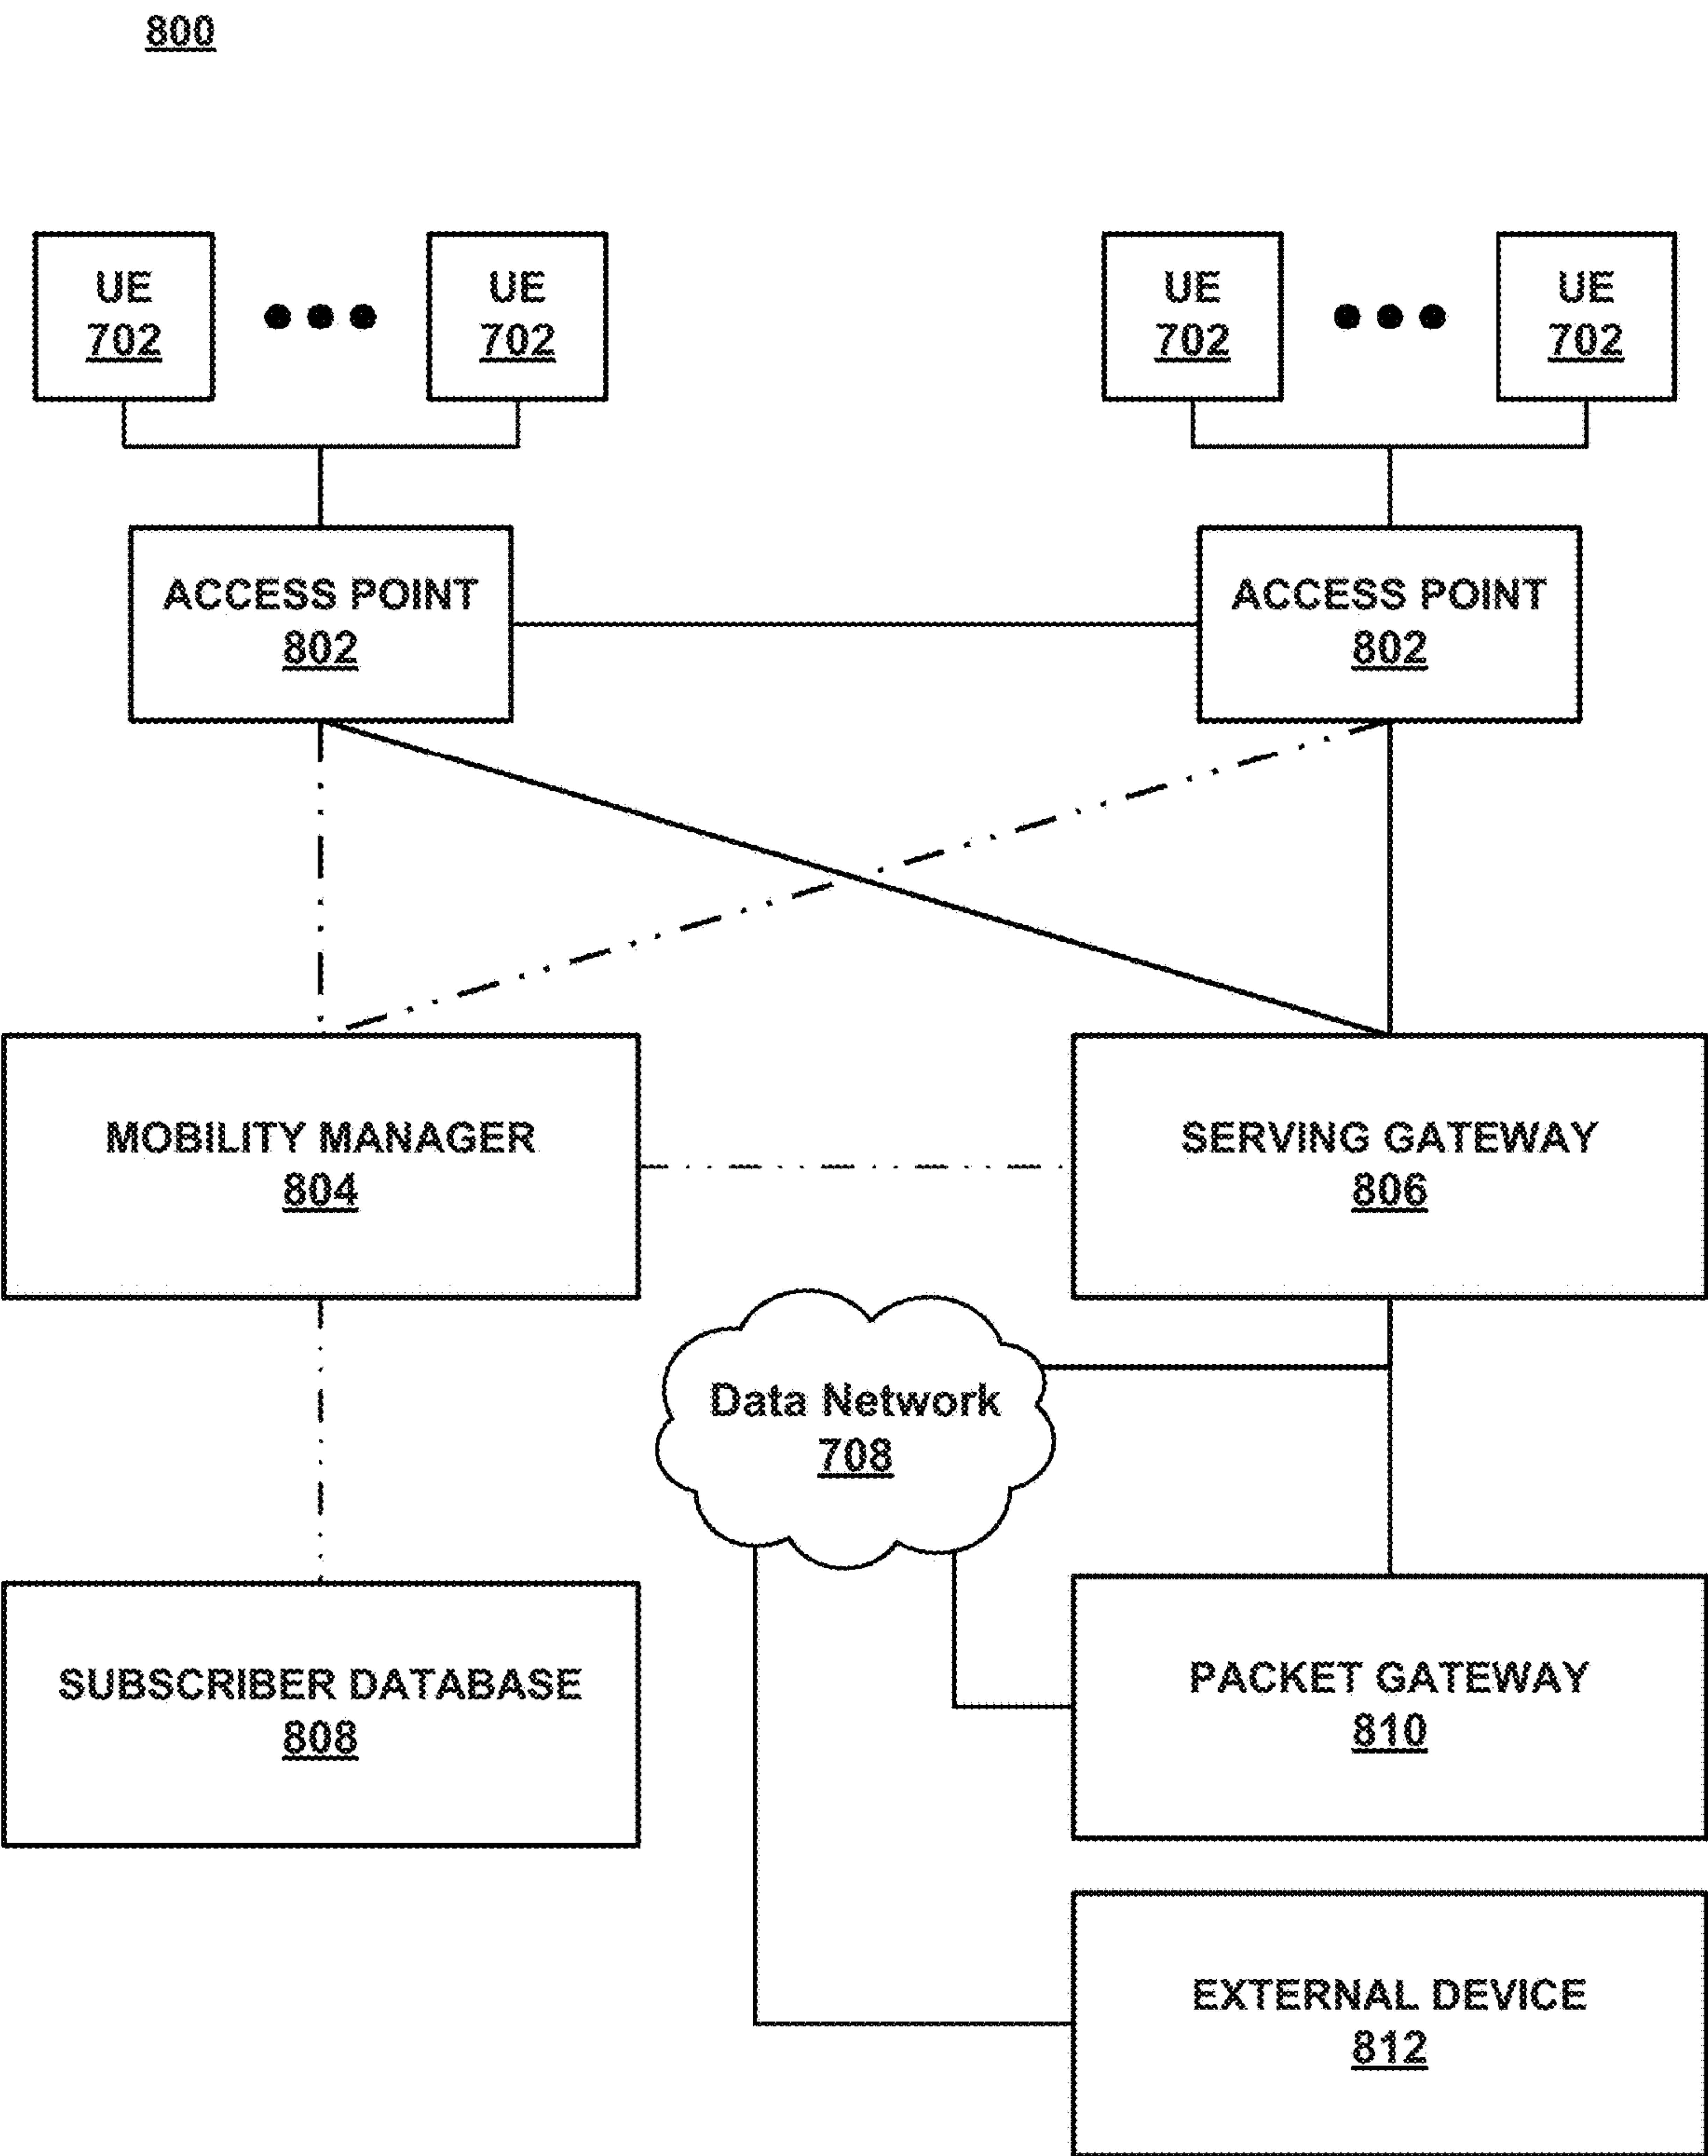 800
UE
702
UE
702
UE
702
UE
702
ACCESS POINT
802
ACCESS POINT
802
MOBILITY MANAGER
804
SERVING GATEWAY
806
Data Network
708
SUBSCRIBER DATABASE
808
PACKET GATEWAY
810
EXTERNAL DEVICE
812